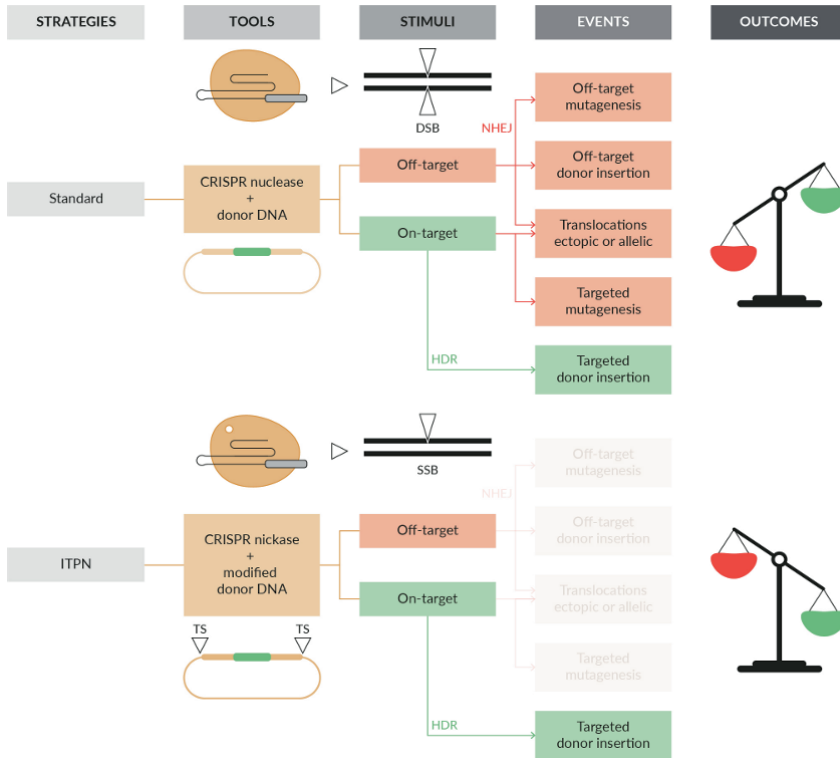 STRATEGIES
TOOLS
STIMULI
EVENTS
OUTCOMES
DSB
NHEJ
Off-target
mutagenesis
Standard
CRISPR nuclease
+
donor DNA
Off-target
Off-target
donor insertion
On-target
Translocations
ectopic or allelic
Targeted
mutagenesis
HDR
Targeted
donor insertion
SSB
NHEJ
Off-target
mutagenesis
ITPN
CRISPR nickase
+
modified
donor DNA
Off-target
Off-target
donor insertion
On-target
Translocations
ectopic or allelic
TS
TS
Targeted
mutagenesis
HDR
Targeted
donor insertion